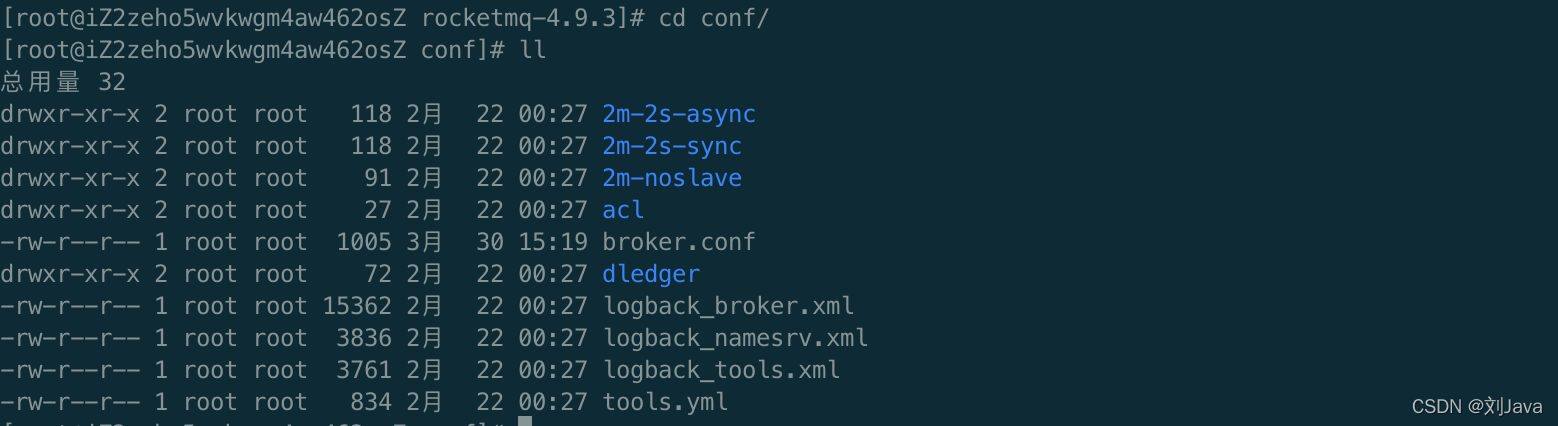 [root@iZ2zeho5wvkwgm4aw462osZ rocketmq-4.9.3]# cd conf/
[root@iZ2zeho5wvkwgm4aw462osZ conf]# ll
总用量 32
drwxr-xr-x 2 root root   118 2月  22 00:27 2m-2s-async
drwxr-xr-x 2 root root   118 2月  22 00:27 2m-2s-sync
drwxr-xr-x 2 root root    91 2月  22 00:27 2m-noslave
drwxr-xr-x 2 root root    27 2月  22 00:27 acl
-rw-r--r-- 1 root root  1005 3月  30 15:19 broker.conf
drwxr-xr-x 2 root root    72 2月  22 00:27 dledger
-rw-r--r-- 1 root root 15362 2月  22 00:27 logback_broker.xml
-rw-r--r-- 1 root root  3836 2月  22 00:27 logback_namesrv.xml
-rw-r--r-- 1 root root  3761 2月  22 00:27 logback_tools.xml
-rw-r--r-- 1 root root   834 2月  22 00:27 tools.yml
CSDN @刘Java